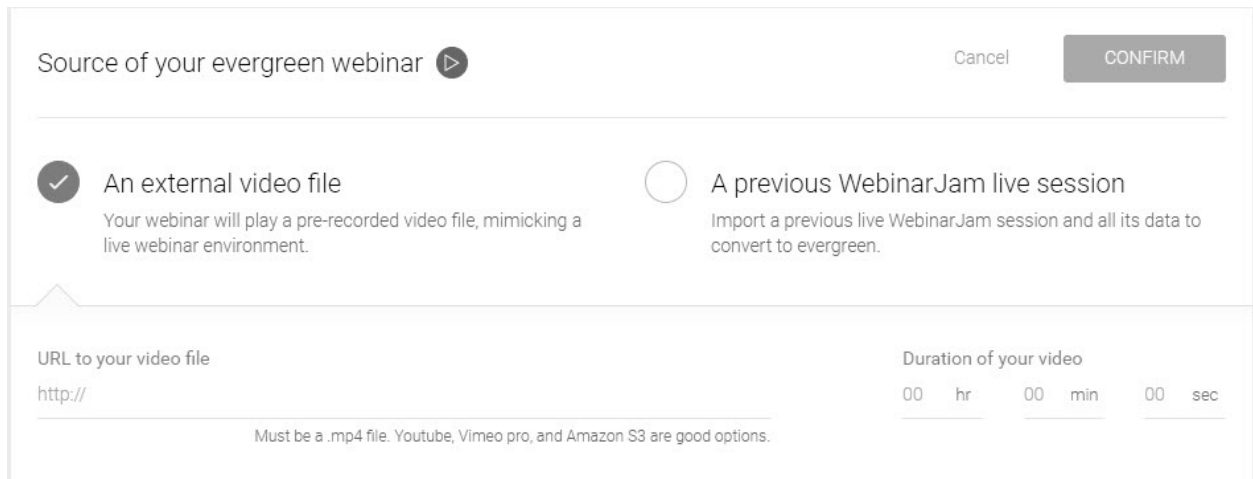 Source of your evergreen webinar
Cancel
CONFIRM
An external video file
Your webinar will play a pre-recorded video file, mimicking a
live webinar environment.
A previous WebinarJam live session
Import a previous live WebinarJam session and all its data to
convert to evergreen.
URL to your video file
http://
Must be a .mp4 file. Youtube, Vimeo pro, and Amazon S3 are good options.
Duration of your video
00 hr 00 min 00 sec